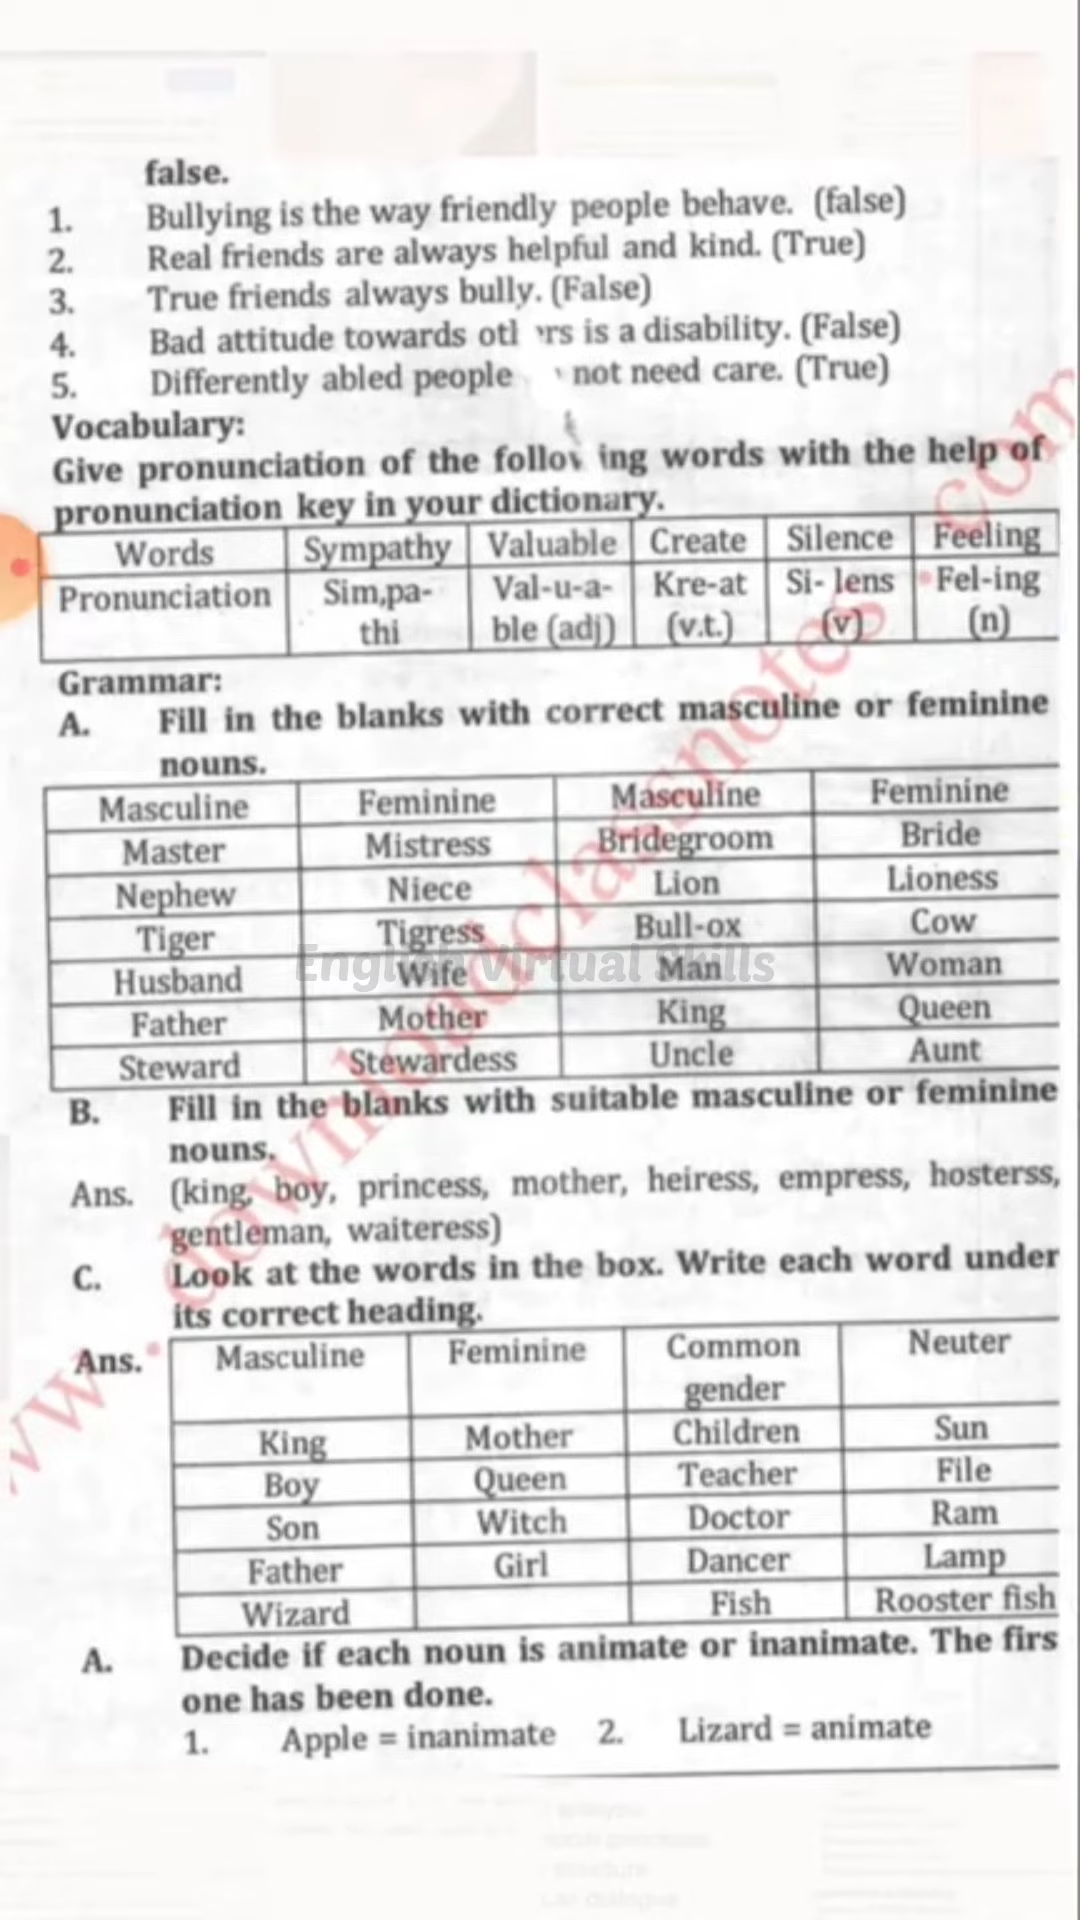 false.
1. Bullying is the way friendly people behave. (false)
2. Real friends are always helpful and kind. (True)
3. True friends always bully. (False)
4. Bad attitude towards is a disability. (False)
5. Differently abled people not need care. (True)
Vocabulary:
Give pronunciation of the following words with the help of
pronunciation key in your dictionary.
Words Sympathy Valuable Create Silence Feeling
Pronunciation Sim,pa- Val-u-a- Kre-at Si- lens Fel-ing
thi ble (adj) (v.t.) (v) (n)
Grammar:
A. Fill in the blanks with correct masculine or feminine
nouns.
Masculine Feminine Masculine Feminine
Master Mistress Bridegroom Bride
Nephew Niece Lion Lioness
Tiger Tigress Bull-ox Cow
English Virtual Skills
Husband Wife Man Woman
Father Mother King Queen
Steward Stewardess Uncle Aunt
B. Fill in the blanks with suitable masculine or feminine
nouns.
Ans. (king, boy, princess, mother, heiress, empress, hosterss,
gentleman, waiteress)
C. Look at the words in the box. Write each word under
its correct heading.
Ans. Masculine Feminine Common Neuter
gender
King Mother Children Sun
Boy Queen Teacher File
Son Witch Doctor Ram
Father Girl Dancer Lamp
Wizard Fish Rooster fish
A. Decide if each noun is animate or inanimate. The firs
one has been done.
1. Apple = inanimate 2. Lizard = animate
ww.downloadclassnotes.com